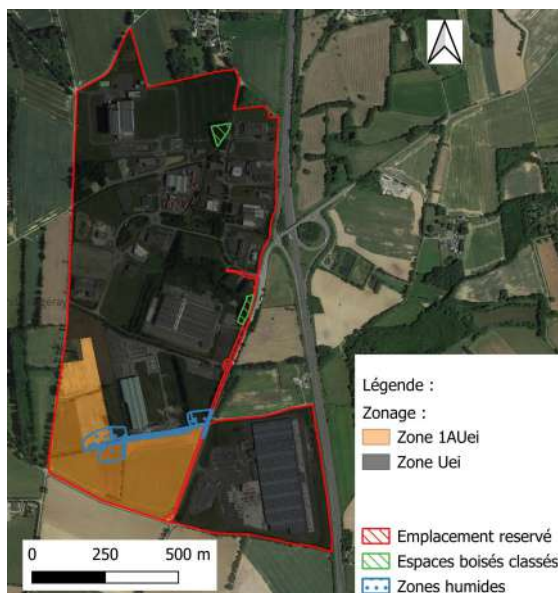 Légende :
Zonage :
Zone 1AUei
Zone Uei
Emplacement reservé
Espaces boisés classés
Zones humides
0 250 500 m